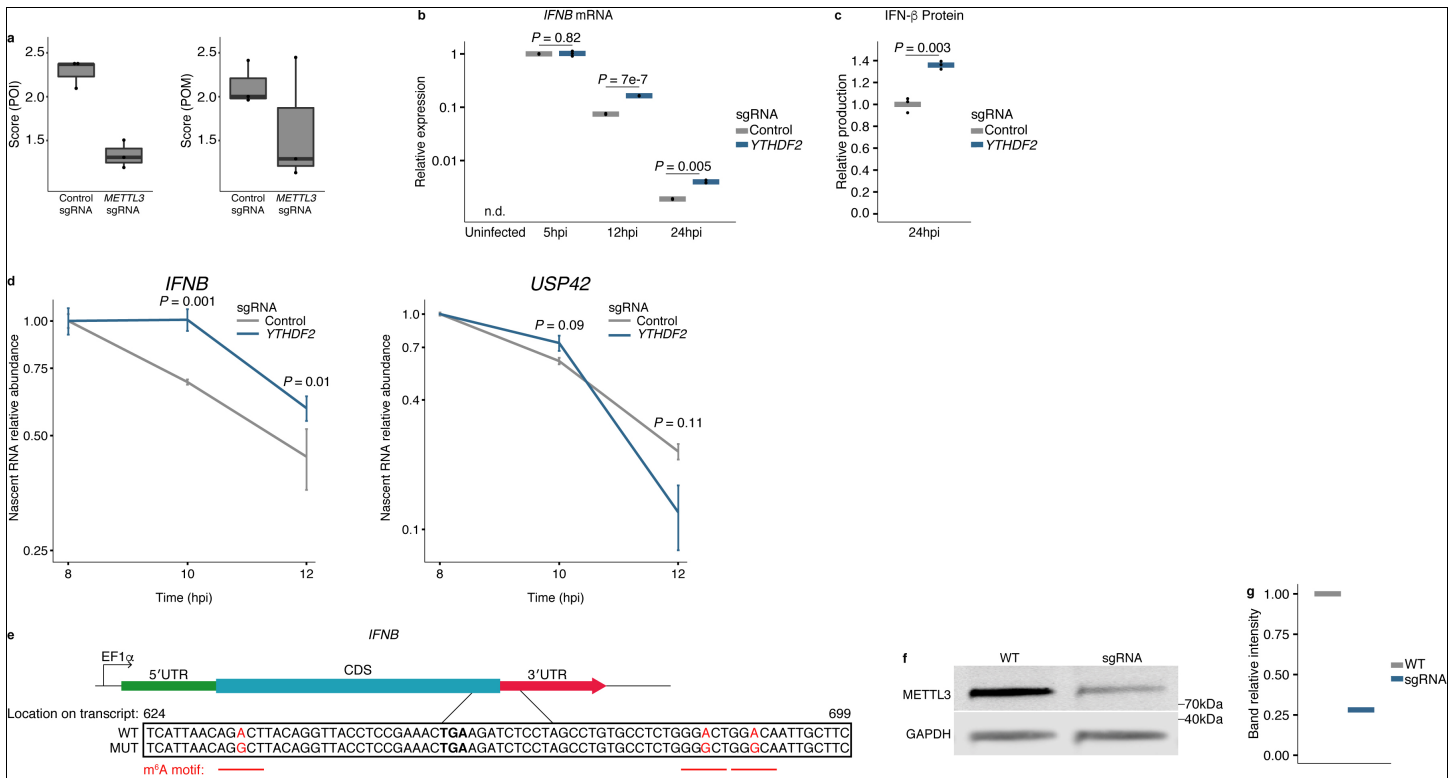 a
Score (POI)
2.5
2.0
1.5
Control sgRNA
METTL3 sgRNA
Score (POM)
2.5
2.0
1.5
Control sgRNA
METTL3 sgRNA
b
IFNB mRNA
Relative expression
1
0.1
0.01
P = 0.82
P = 7e-7
P = 0.005
n.d.
Uninfected 5hpi 12hpi 24hpi
sgRNA
Control
YTHDF2
c
IFN-β Protein
Relative production
P = 0.003
1.4
1.2
1.0
0.8
0.6
0.4
0.2
0.0
24hpi
sgRNA
Control
YTHDF2
d
IFNB
Nascent RNA relative abundance
1.00
0.75
0.50
0.25
P = 0.001
P = 0.01
sgRNA
Control
YTHDF2
8 10 12
Time (hpi)
USP42
Nascent RNA relative abundance
1.0
0.7
0.4
0.1
P = 0.09
P = 0.11
sgRNA
Control
YTHDF2
8 10 12
Time (hpi)
e
IFNB
EF1α
5′UTR CDS 3′UTR
Location on transcript: 624 699
WT TCATTAACAGACTTACAGGTTACCTCCGAAACTGAAGATCTCCTAGCCTGTGCCTCTGGGACTGGACAATTGCTTC
MUT TCATTAACAGGCTTACAGGTTACCTCCGAAACTGAAGATCTCCTAGCCTGTGCCTCTGGGGCTGGGCAATTGCTTC
m⁶A motif:
f
WT sgRNA
METTL3
–70kDa
–40kDa
GAPDH
g
Band relative intensity
1.00
0.75
0.50
0.25
0.00
WT
sgRNA